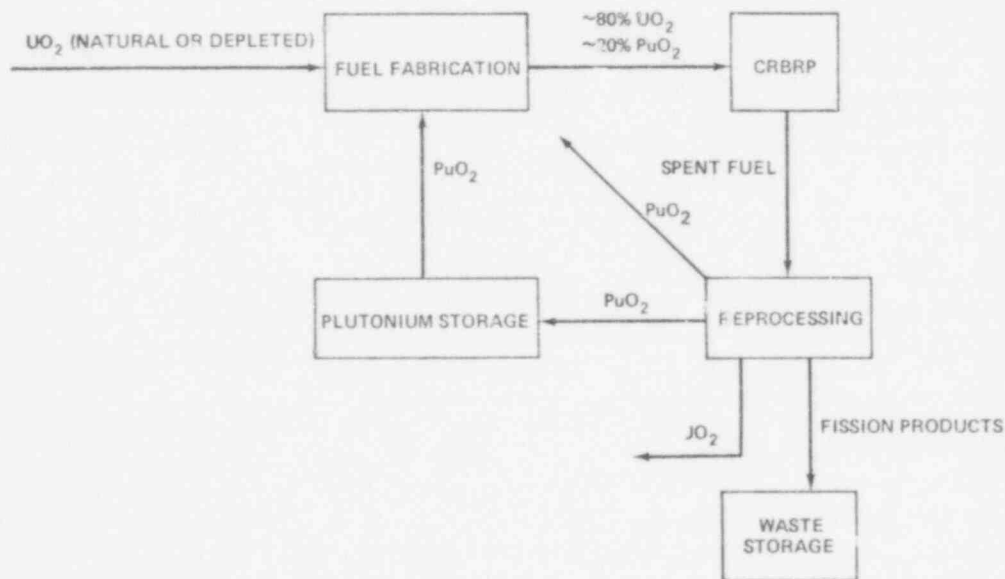 UO₂ (NATURAL OR DEPLETED)
FUEL FABRICATION
~80% UO₂
~20% PuO₂
CRBRP
PuO₂
SPENT FUEL
PuO₂
PLUTONIUM STORAGE
PuO₂
REPROCESSING
JO₂
FISSION PRODUCTS
WASTE
STORAGE